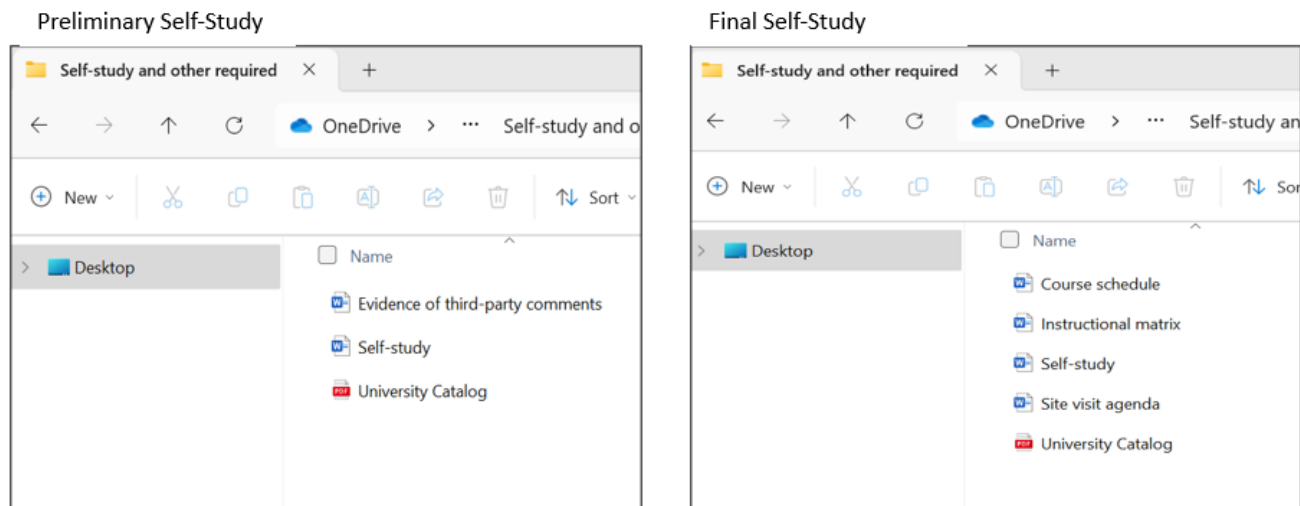 Preliminary Self-Study
Self-study and other required
OneDrive > ... Self-study and o
New
Sort
Desktop
Name
Evidence of third-party comments
Self-study
University Catalog
Final Self-Study
Self-study and other required
OneDrive > ... Self-study an
New
Sor
Desktop
Name
Course schedule
Instructional matrix
Self-study
Site visit agenda
University Catalog